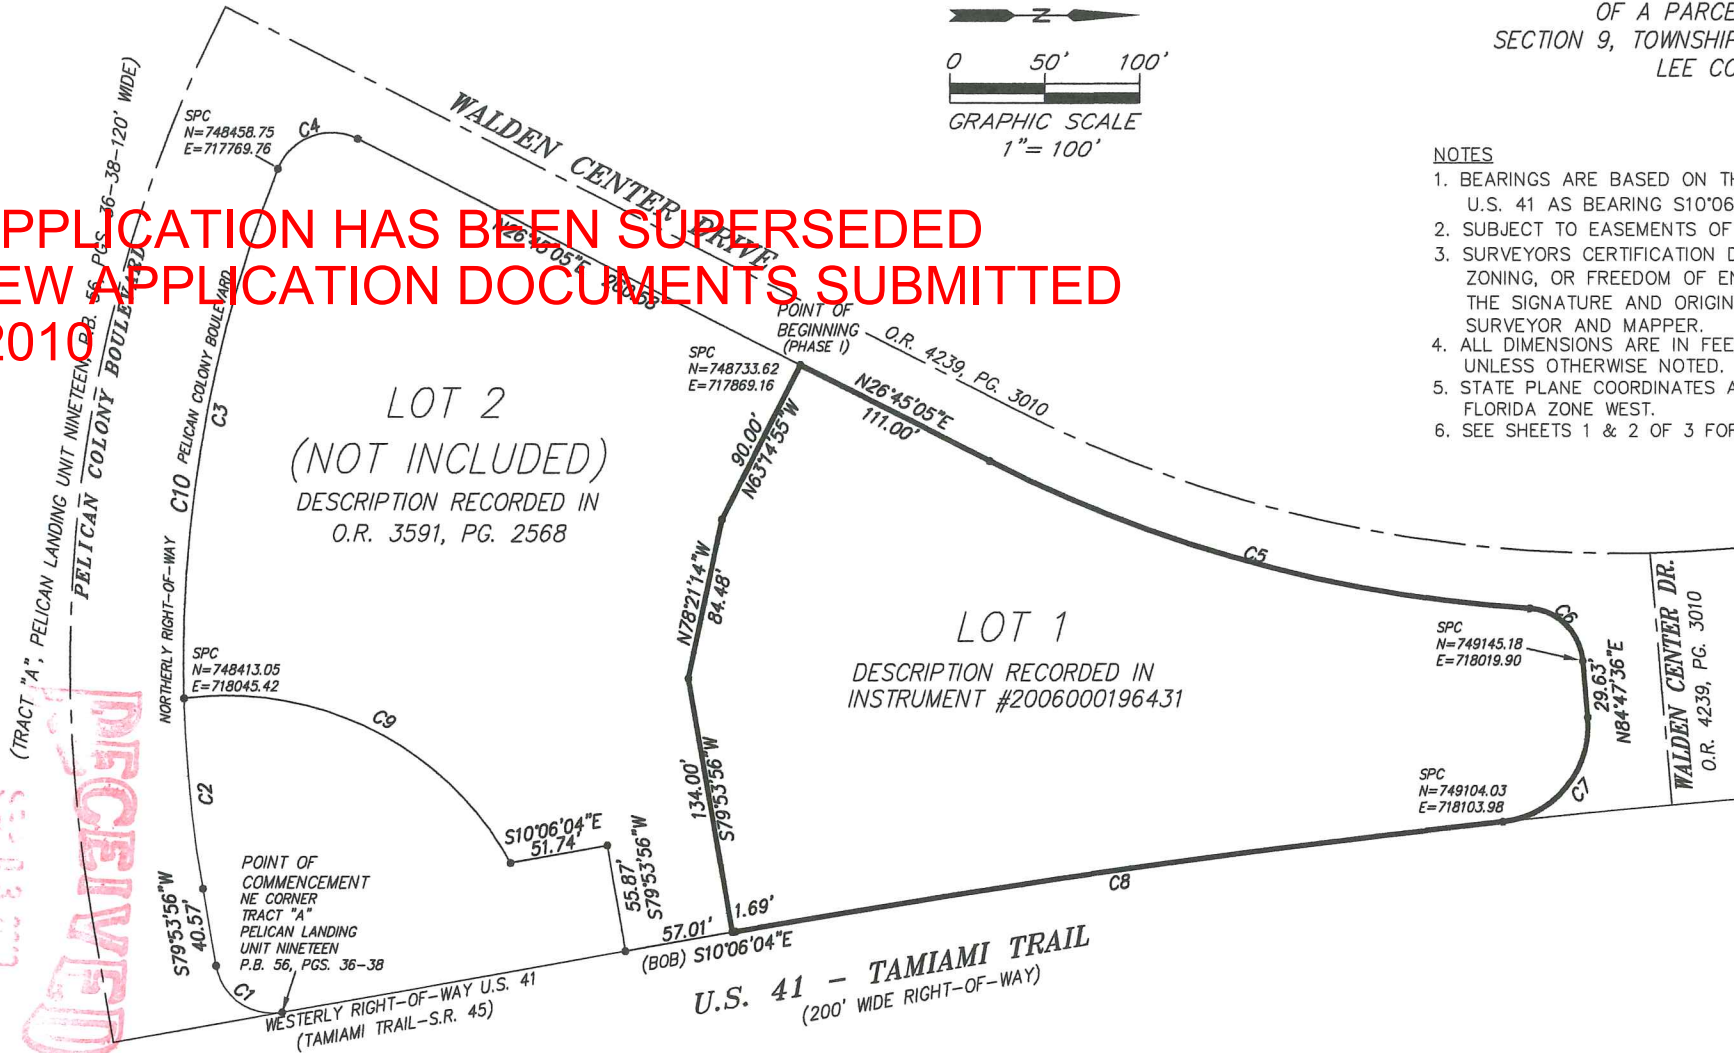 OF A PARCE
SECTION 9, TOWNSHIP
LEE CO
Z
0 50' 100'
GRAPHIC SCALE
1"= 100'
NOTES
1. BEARINGS ARE BASED ON TH
U.S. 41 AS BEARING S10°06
2. SUBJECT TO EASEMENTS OF
3. SURVEYORS CERTIFICATION D
ZONING, OR FREEDOM OF EN
THE SIGNATURE AND ORIGIN
SURVEYOR AND MAPPER.
4. ALL DIMENSIONS ARE IN FEE
UNLESS OTHERWISE NOTED.
5. STATE PLANE COORDINATES A
FLORIDA ZONE WEST.
6. SEE SHEETS 1 & 2 OF 3 FOR
PPLICATION HAS BEEN SUPERSEDED
EW APPLICATION DOCUMENTS SUBMITTED
2010
(TRACT "A", PELICAN LANDING UNIT NINETEEN, P.B. 56, PGS. 36-38-120' WIDE)
PELICAN COLONY BOULEVARD
NORTHERLY RIGHT-OF-WAY
PELICAN COLONY BOULEVARD
C10
C3
SPC
N=748458.75
E=717769.76
C4
WALDEN CENTER DRIVE
N26°45'05"E
POINT OF
BEGINNING
(PHASE I)
O.R. 4239, PG. 3010
SPC
N=748733.62
E=717869.16
N26°45'05"E
111.00'
90.00'
N63°14'55"W
LOT 2
(NOT INCLUDED)
DESCRIPTION RECORDED IN
O.R. 3591, PG. 2568
N78°21'14"W
84.48'
C5
C6
LOT 1
DESCRIPTION RECORDED IN
INSTRUMENT #2006000196431
SPC
N=749145.18
E=718019.90
29.63'
N84°47'36"E
WALDEN CENTER DR.
O.R. 4239, PG. 3010
SPC
N=748413.05
E=718045.42
C9
C2
134.00'
S79°53'56"W
SPC
N=749104.03
E=718103.98
C7
C8
S10°06'04"E
51.74'
55.87'
S79°53'56"W
1.69'
57.01'
(BOB) S10°06'04"E
S79°53'56"W
40.57'
C1
POINT OF
COMMENCEMENT
NE CORNER
TRACT "A"
PELICAN LANDING
UNIT NINETEEN
P.B. 56, PGS. 36-38
WESTERLY RIGHT-OF-WAY U.S. 41
(TAMIAMI TRAIL-S.R. 45)
U.S. 41 - TAMIAMI TRAIL
(200' WIDE RIGHT-OF-WAY)
RECEIVED